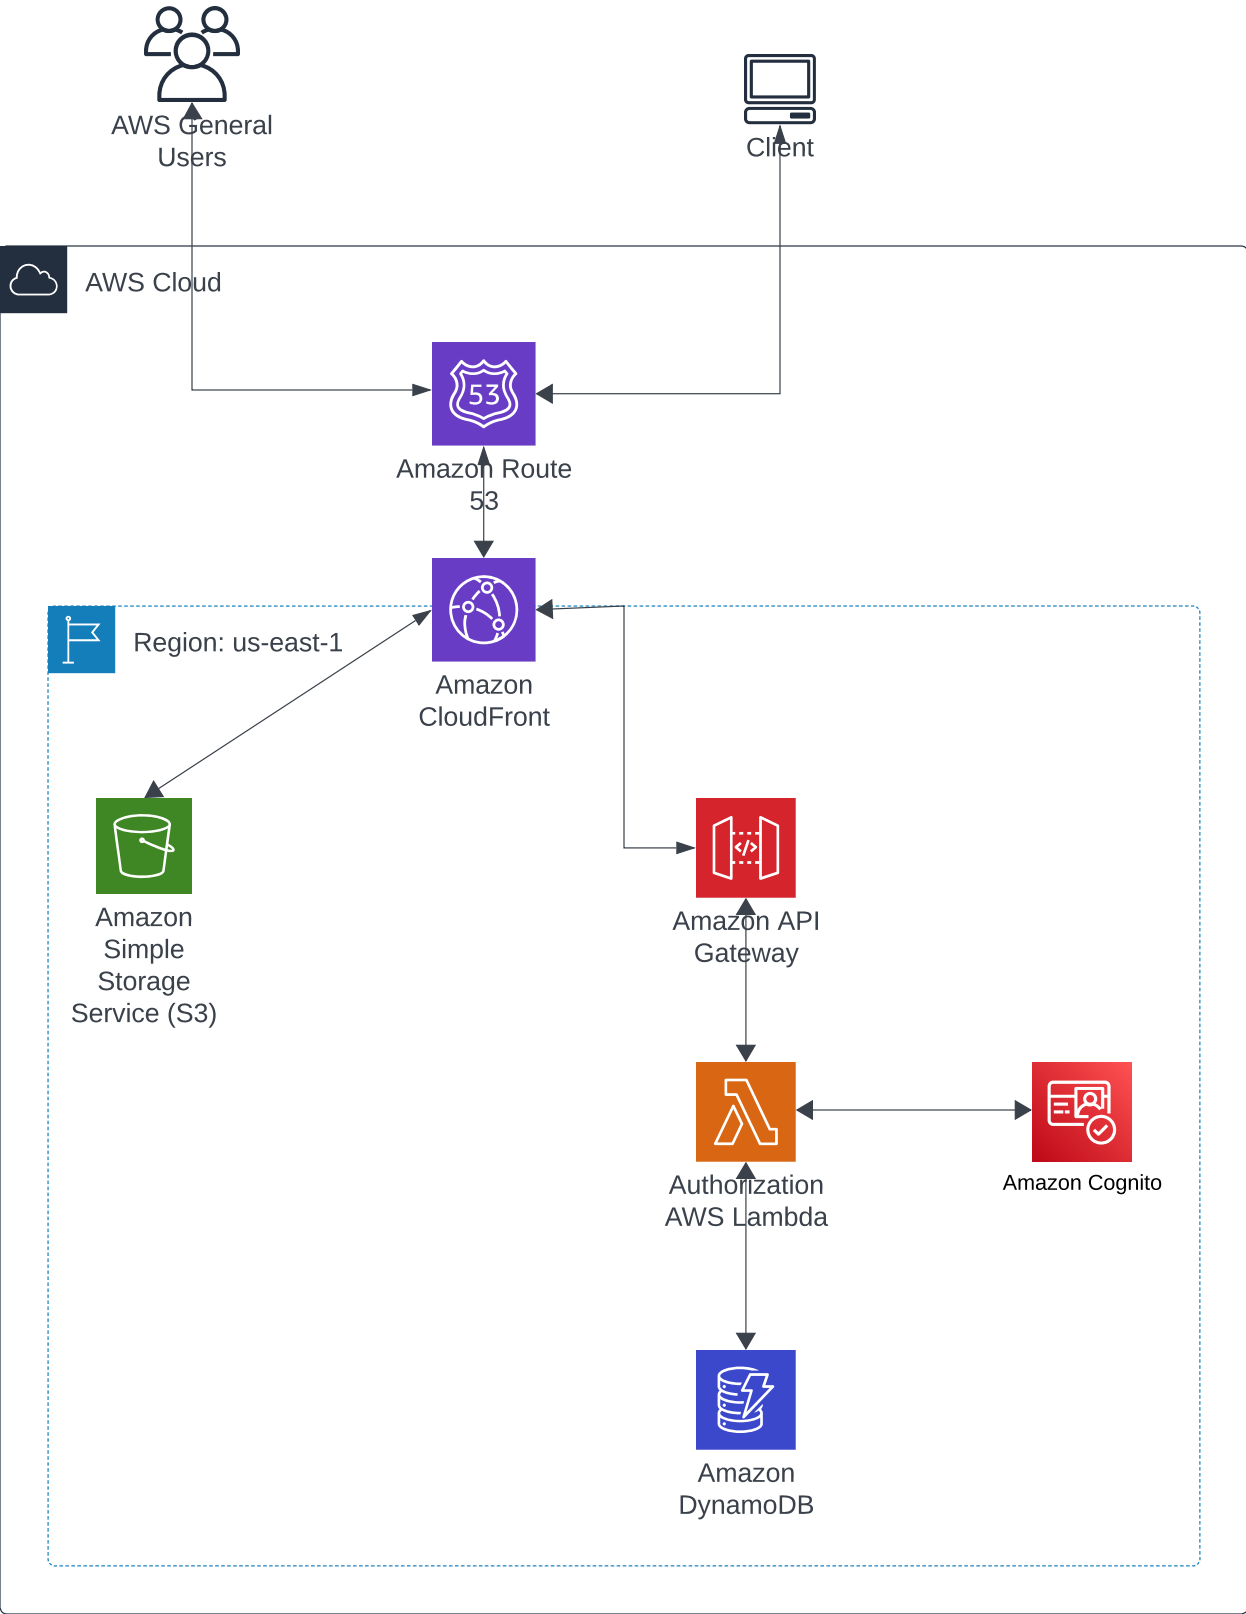 AWS General
Users
Client
AWS Cloud
53
Amazon Route
53
Region: us-east-1
Amazon
CloudFront
Amazon
Simple
Storage
Service (S3)
</>
Amazon API
Gateway
Authorization
AWS Lambda
Amazon Cognito
Amazon
DynamoDB